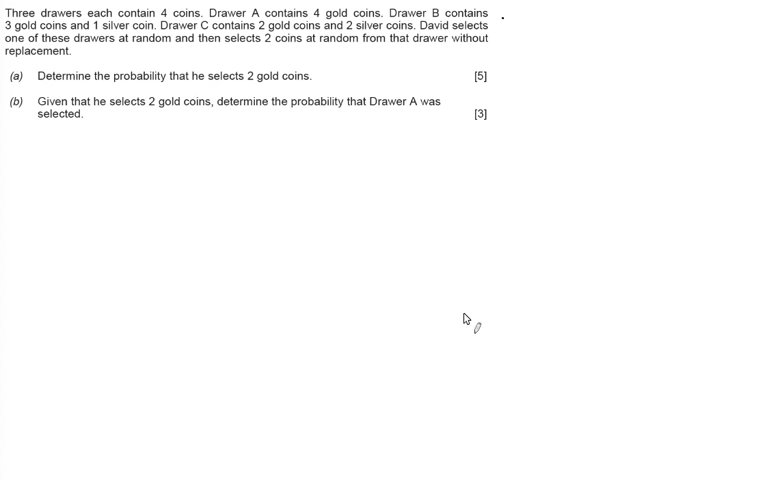 Three drawers each contain 4 coins. Drawer A contains 4 gold coins. Drawer B contains
3 gold coins and 1 silver coin. Drawer C contains 2 gold coins and 2 silver coins. David selects
one of these drawers at random and then selects 2 coins at random from that drawer without
replacement.
(a) Determine the probability that he selects 2 gold coins. [5]
(b) Given that he selects 2 gold coins, determine the probability that Drawer A was
selected. [3]